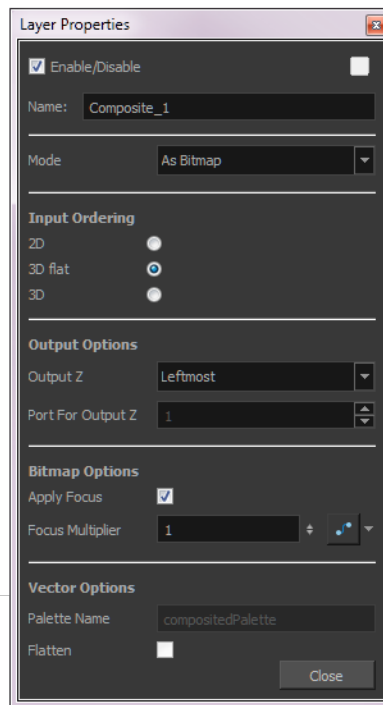 Layer Properties
Enable/Disable
Name: Composite_1
Mode As Bitmap
Input Ordering
2D
3D flat
3D
Output Options
Output Z Leftmost
Port For Output Z 1
Bitmap Options
Apply Focus
Focus Multiplier 1
Vector Options
Palette Name compositedPalette
Flatten
Close